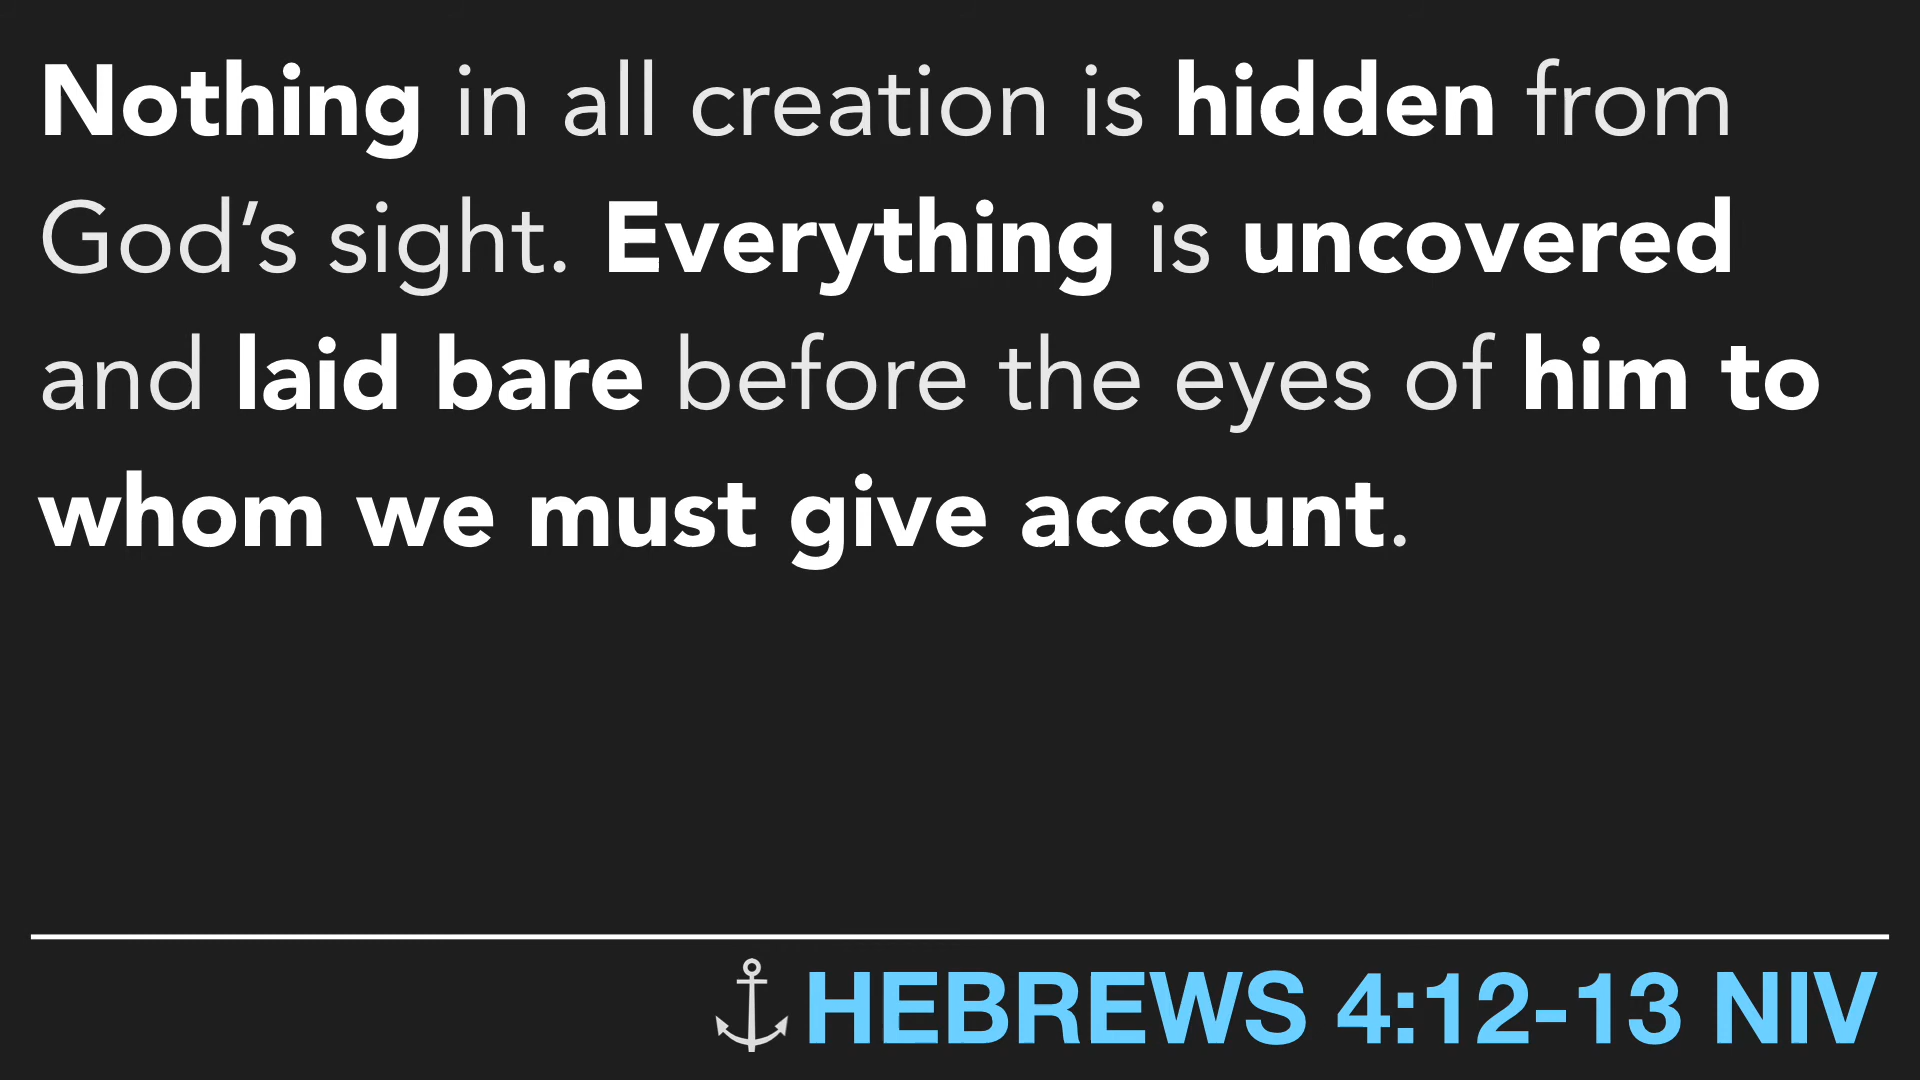 Nothing in all creation is hidden from
God’s sight. Everything is uncovered
and laid bare before the eyes of him to
whom we must give account.
HEBREWS 4:12-13 NIV